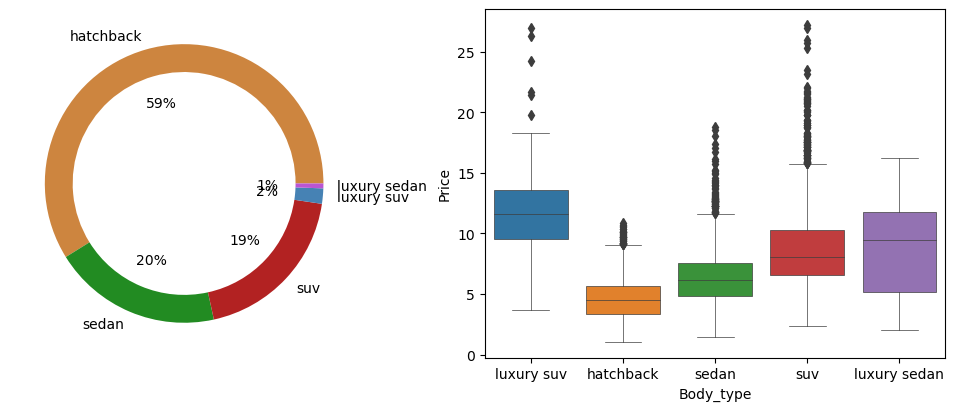 hatchback
59%
1%
luxury sedan
2%
luxury suv
19%
20%
suv
sedan
25
20
15
10
5
0
Price
luxury suv
hatchback
sedan
suv
luxury sedan
Body_type